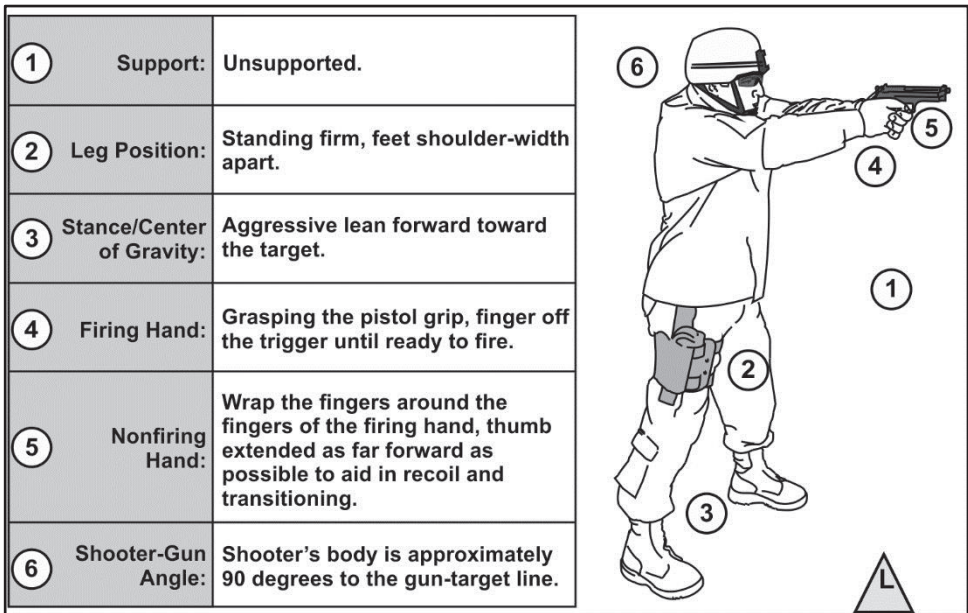 1 Support: Unsupported.
2 Leg Position: Standing firm, feet shoulder-width
apart.
3 Stance/Center
of Gravity: Aggressive lean forward toward
the target.
4 Firing Hand: Grasping the pistol grip, finger off
the trigger until ready to fire.
5 Nonfiring
Hand: Wrap the fingers around the
fingers of the firing hand, thumb
extended as far forward as
possible to aid in recoil and
transitioning.
6 Shooter-Gun
Angle: Shooter's body is approximately
90 degrees to the gun-target line.
6
5
4
1
2
3
L